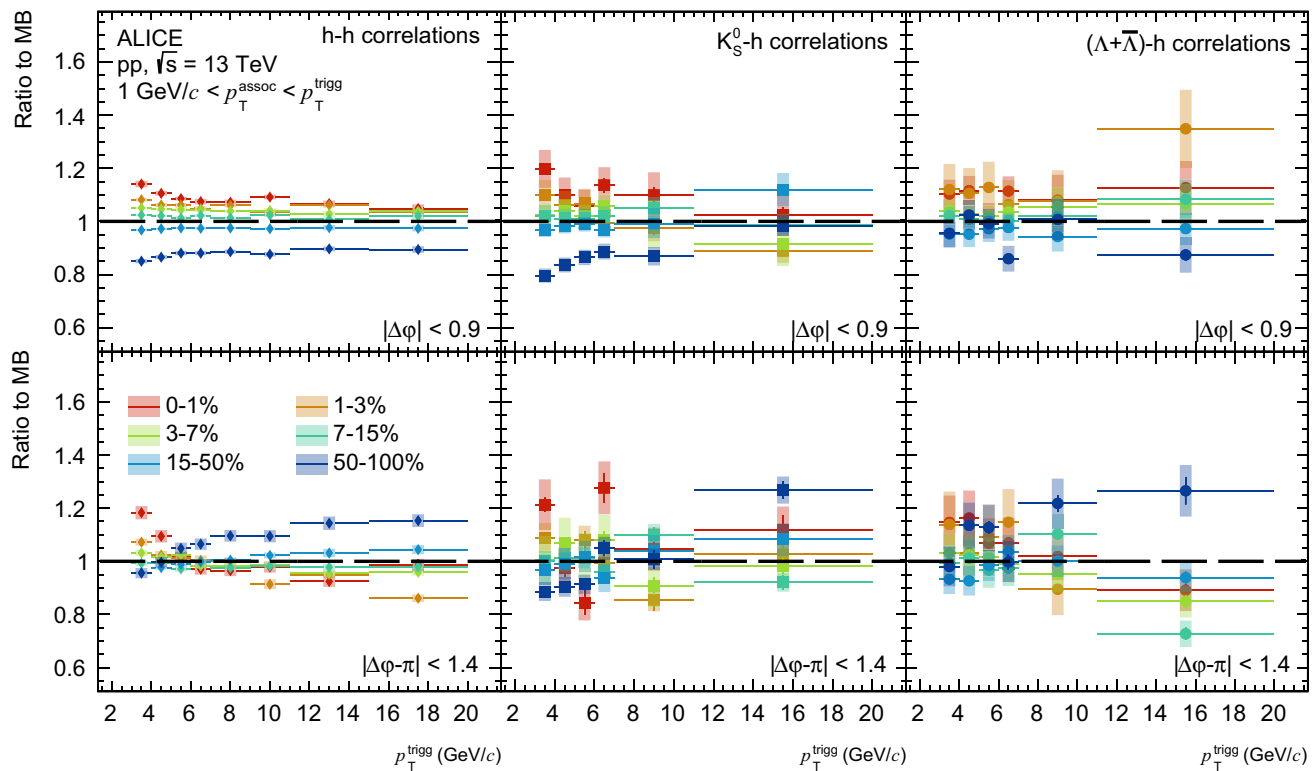 ALICE
pp, √s = 13 TeV
1 GeV/c < p_T^assoc < p_T^trigg
h-h correlations
K_S^0-h correlations
(Λ+Λ̅)-h correlations
Ratio to MB
1.6
1.4
1.2
1
0.8
0.6
|Δφ| < 0.9
|Δφ| < 0.9
|Δφ| < 0.9
Ratio to MB
1.6
1.4
1.2
1
0.8
0.6
0-1%
1-3%
3-7%
7-15%
15-50%
50-100%
|Δφ-π| < 1.4
|Δφ-π| < 1.4
|Δφ-π| < 1.4
2 4 6 8 10 12 14 16 18 20
2 4 6 8 10 12 14 16 18 20
2 4 6 8 10 12 14 16 18 20
p_T^trigg (GeV/c)
p_T^trigg (GeV/c)
p_T^trigg (GeV/c)